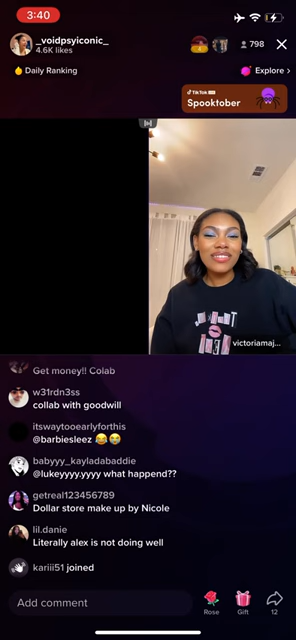 3:40
_voidpsyiconic_
4.6K likes
798
Daily Ranking
Explore >
TikTok LIVE
Spooktober
victoriamaj...
Get money!! Colab
w31rdn3ss
collab with goodwill
itswaytooearlyforthis
@barbiesleez 😂😭
babyyy_kayladabaddie
@lukeyyyy.yyyy what happend??
getreal123456789
Dollar store make up by Nicole
lil.danie
Literally alex is not doing well
kariii51 joined
Add comment
Rose
Gift
12